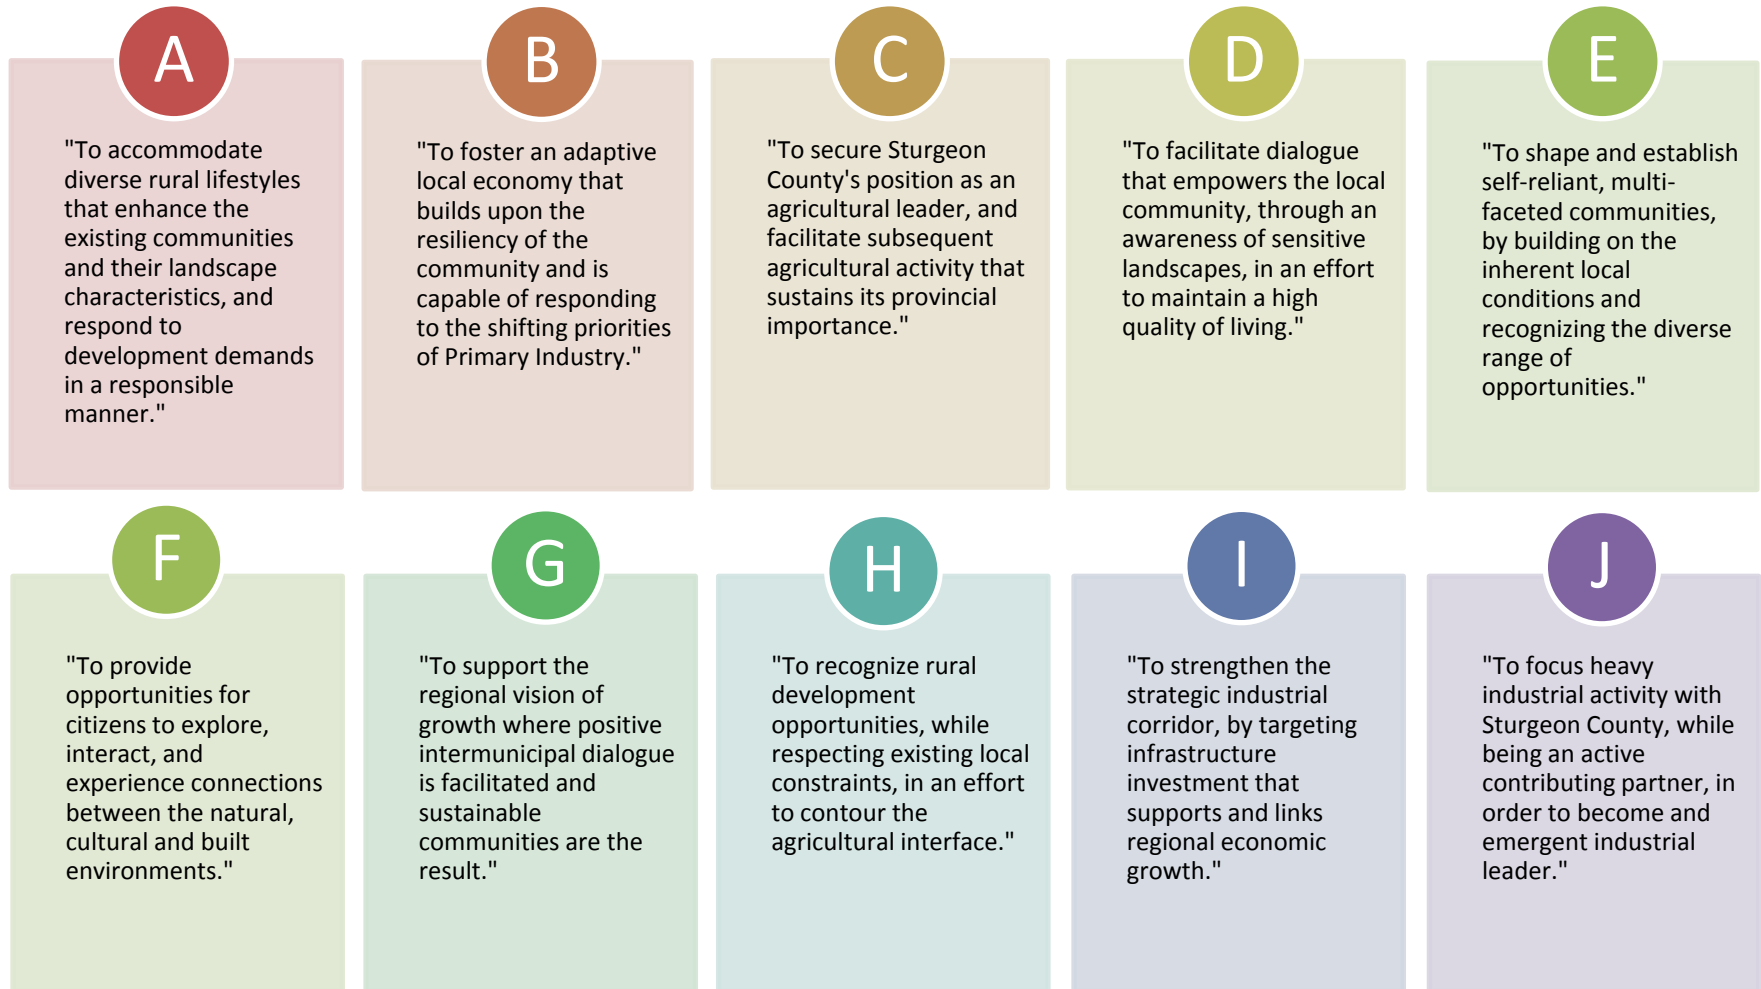 A
"To accommodate
diverse rural lifestyles
that enhance the
existing communities
and their landscape
characteristics, and
respond to
development demands
in a responsible
manner."
B
"To foster an adaptive
local economy that
builds upon the
resiliency of the
community and is
capable of responding
to the shifting priorities
of Primary Industry."
C
"To secure Sturgeon
County's position as an
agricultural leader, and
facilitate subsequent
agricultural activity that
sustains its provincial
importance."
D
"To facilitate dialogue
that empowers the local
community, through an
awareness of sensitive
landscapes, in an effort
to maintain a high
quality of living."
E
"To shape and establish
self-reliant, multi-
faceted communities,
by building on the
inherent local
conditions and
recognizing the diverse
range of
opportunities."
F
"To provide
opportunities for
citizens to explore,
interact, and
experience connections
between the natural,
cultural and built
environments."
G
"To support the
regional vision of
growth where positive
intermunicipal dialogue
is facilitated and
sustainable
communities are the
result."
H
"To recognize rural
development
opportunities, while
respecting existing local
constraints, in an effort
to contour the
agricultural interface."
I
"To strengthen the
strategic industrial
corridor, by targeting
infrastructure
investment that
supports and links
regional economic
growth."
J
"To focus heavy
industrial activity with
Sturgeon County, while
being an active
contributing partner, in
order to become and
emergent industrial
leader."